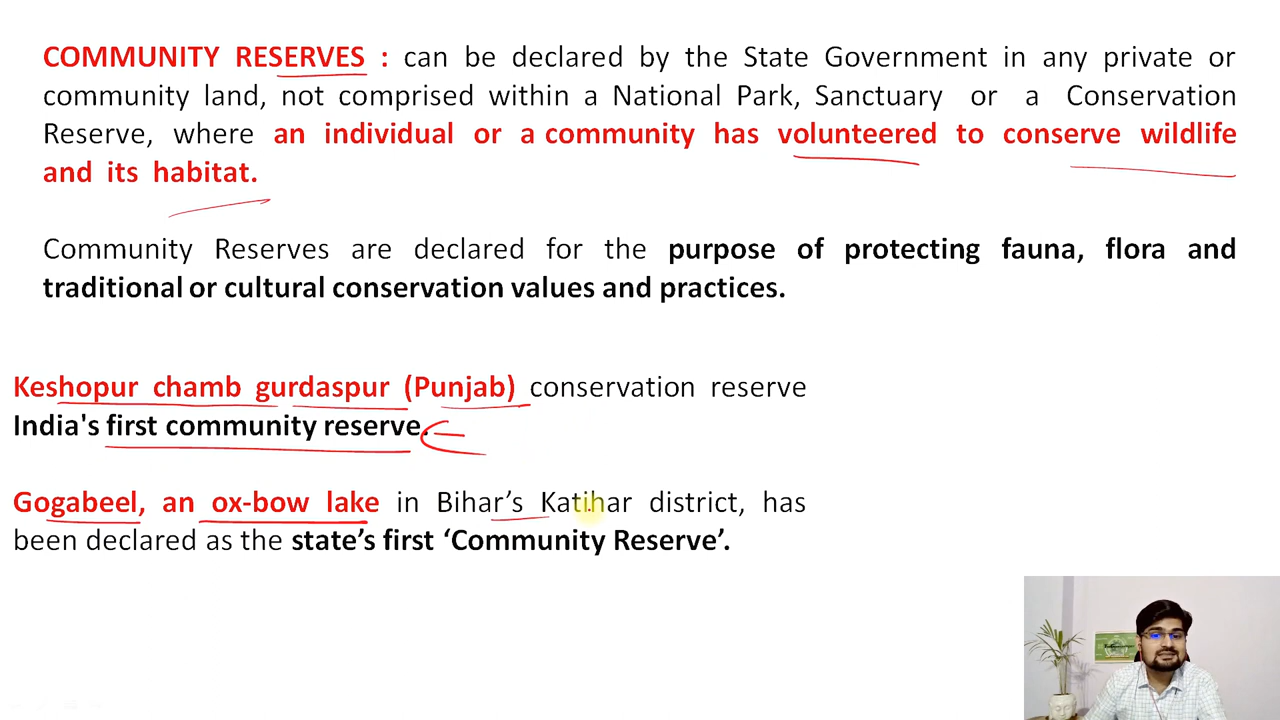 COMMUNITY RESERVES : can be declared by the State Government in any private or
community land, not comprised within a National Park, Sanctuary or a Conservation
Reserve, where an individual or a community has volunteered to conserve wildlife
and its habitat.
Community Reserves are declared for the purpose of protecting fauna, flora and
traditional or cultural conservation values and practices.
Keshopur chamb gurdaspur (Punjab) conservation reserve
India's first community reserve.
Gogabeel, an ox-bow lake in Bihar’s Katihar district, has
been declared as the state’s first ‘Community Reserve’.